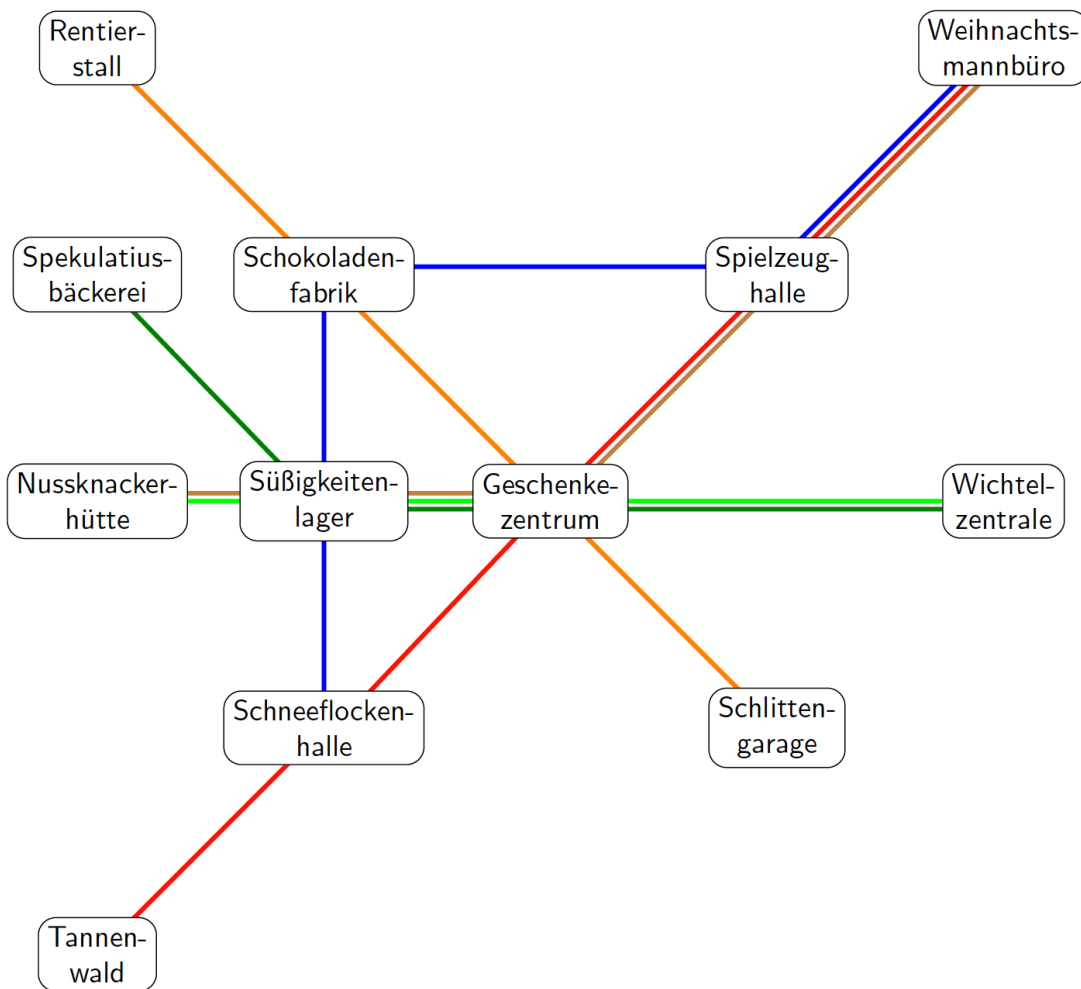 Rentier-
stall
Weihnachts-
mannbüro
Spekulatius-
bäckerei
Schokoladen-
fabrik
Spielzeug-
halle
Nussknacker-
hütte
Süßigkeiten-
lager
Geschenke-
zentrum
Wichtel-
zentrale
Schneeflocken-
halle
Schlitten-
garage
Tannen-
wald